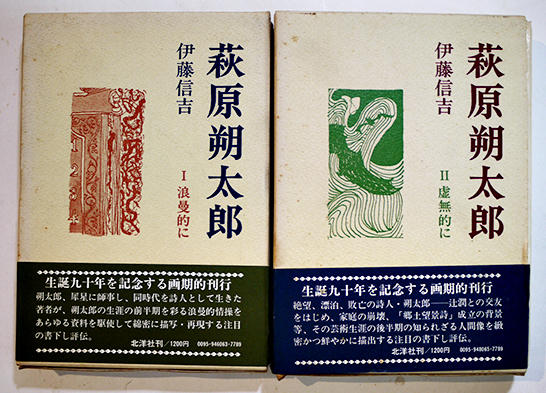 萩原朔太郎
伊藤信吉
I 浪曼的に
1
2
3
生誕九十年を記念する画期的刊行
朔太郎、犀星に師事し、同時代を詩人として生きた
著者が、朔太郎の生涯の前半期を彩る浪曼的情操を
あらゆる資料を駆使して綿密に描写・再現する注目
の書下し評伝。
北洋社刊/1200円 0095-946063-7789
萩原朔太郎
伊藤信吉
II 虚無的に
生誕九十年を記念する画期的刊行
絶望、漂泊、敗亡の詩人・朔太郎——辻潤との交友
をはじめ、家庭の崩壊、「郷土望景詩」成立の背景
等、その芸術生涯の後半期の知られざる人間像を緻
密かつ鮮やかに描出する注目の書下し評伝。
北洋社刊/1200円 0095-948063-7789